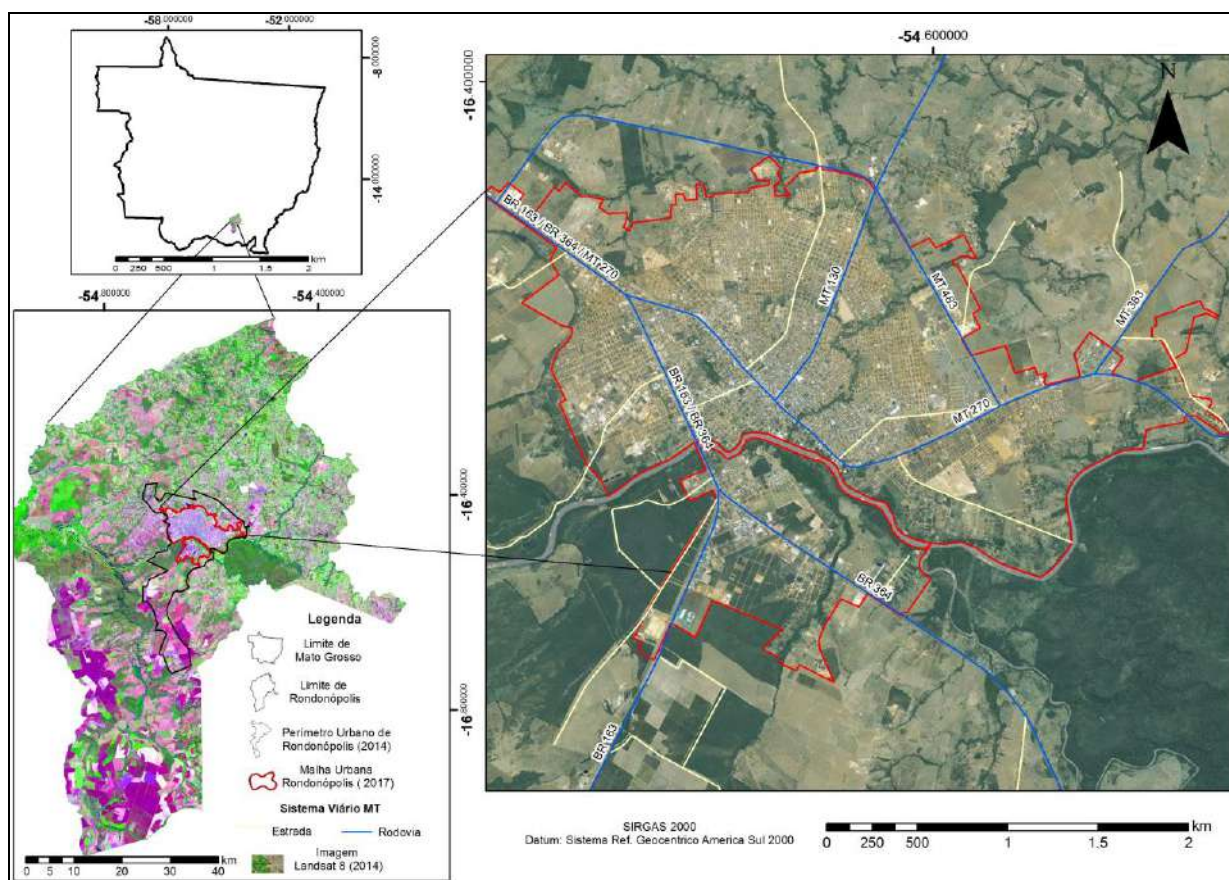 -58,000000
-52,000000
-8,000000
-14,000000
0 250 500 1 1.5 2
km
-54,800000
-54,400000
-16,400000
-16,800000
Legenda
Limite de
Mato Grosso
Limite de
Rondonópolis
Perímetro Urbano de
Rondonópolis (2014)
Malha Urbana
Rondonópolis (2017)
Sistema Viário MT
Estrada
Rodovia
Imagem
Landsat 8 (2014)
km
0 5 10 20 30 40
-54,600000
-16,400000
N
BR 163 / BR 364 / MT 270
MT 130
MT 483
MT 383
BR 163 / BR 364
MT 270
BR 364
BR 163
SIRGAS 2000
Datum: Sistema Ref. Geocentrico America Sul 2000
km
0 250 500 1 1.5 2